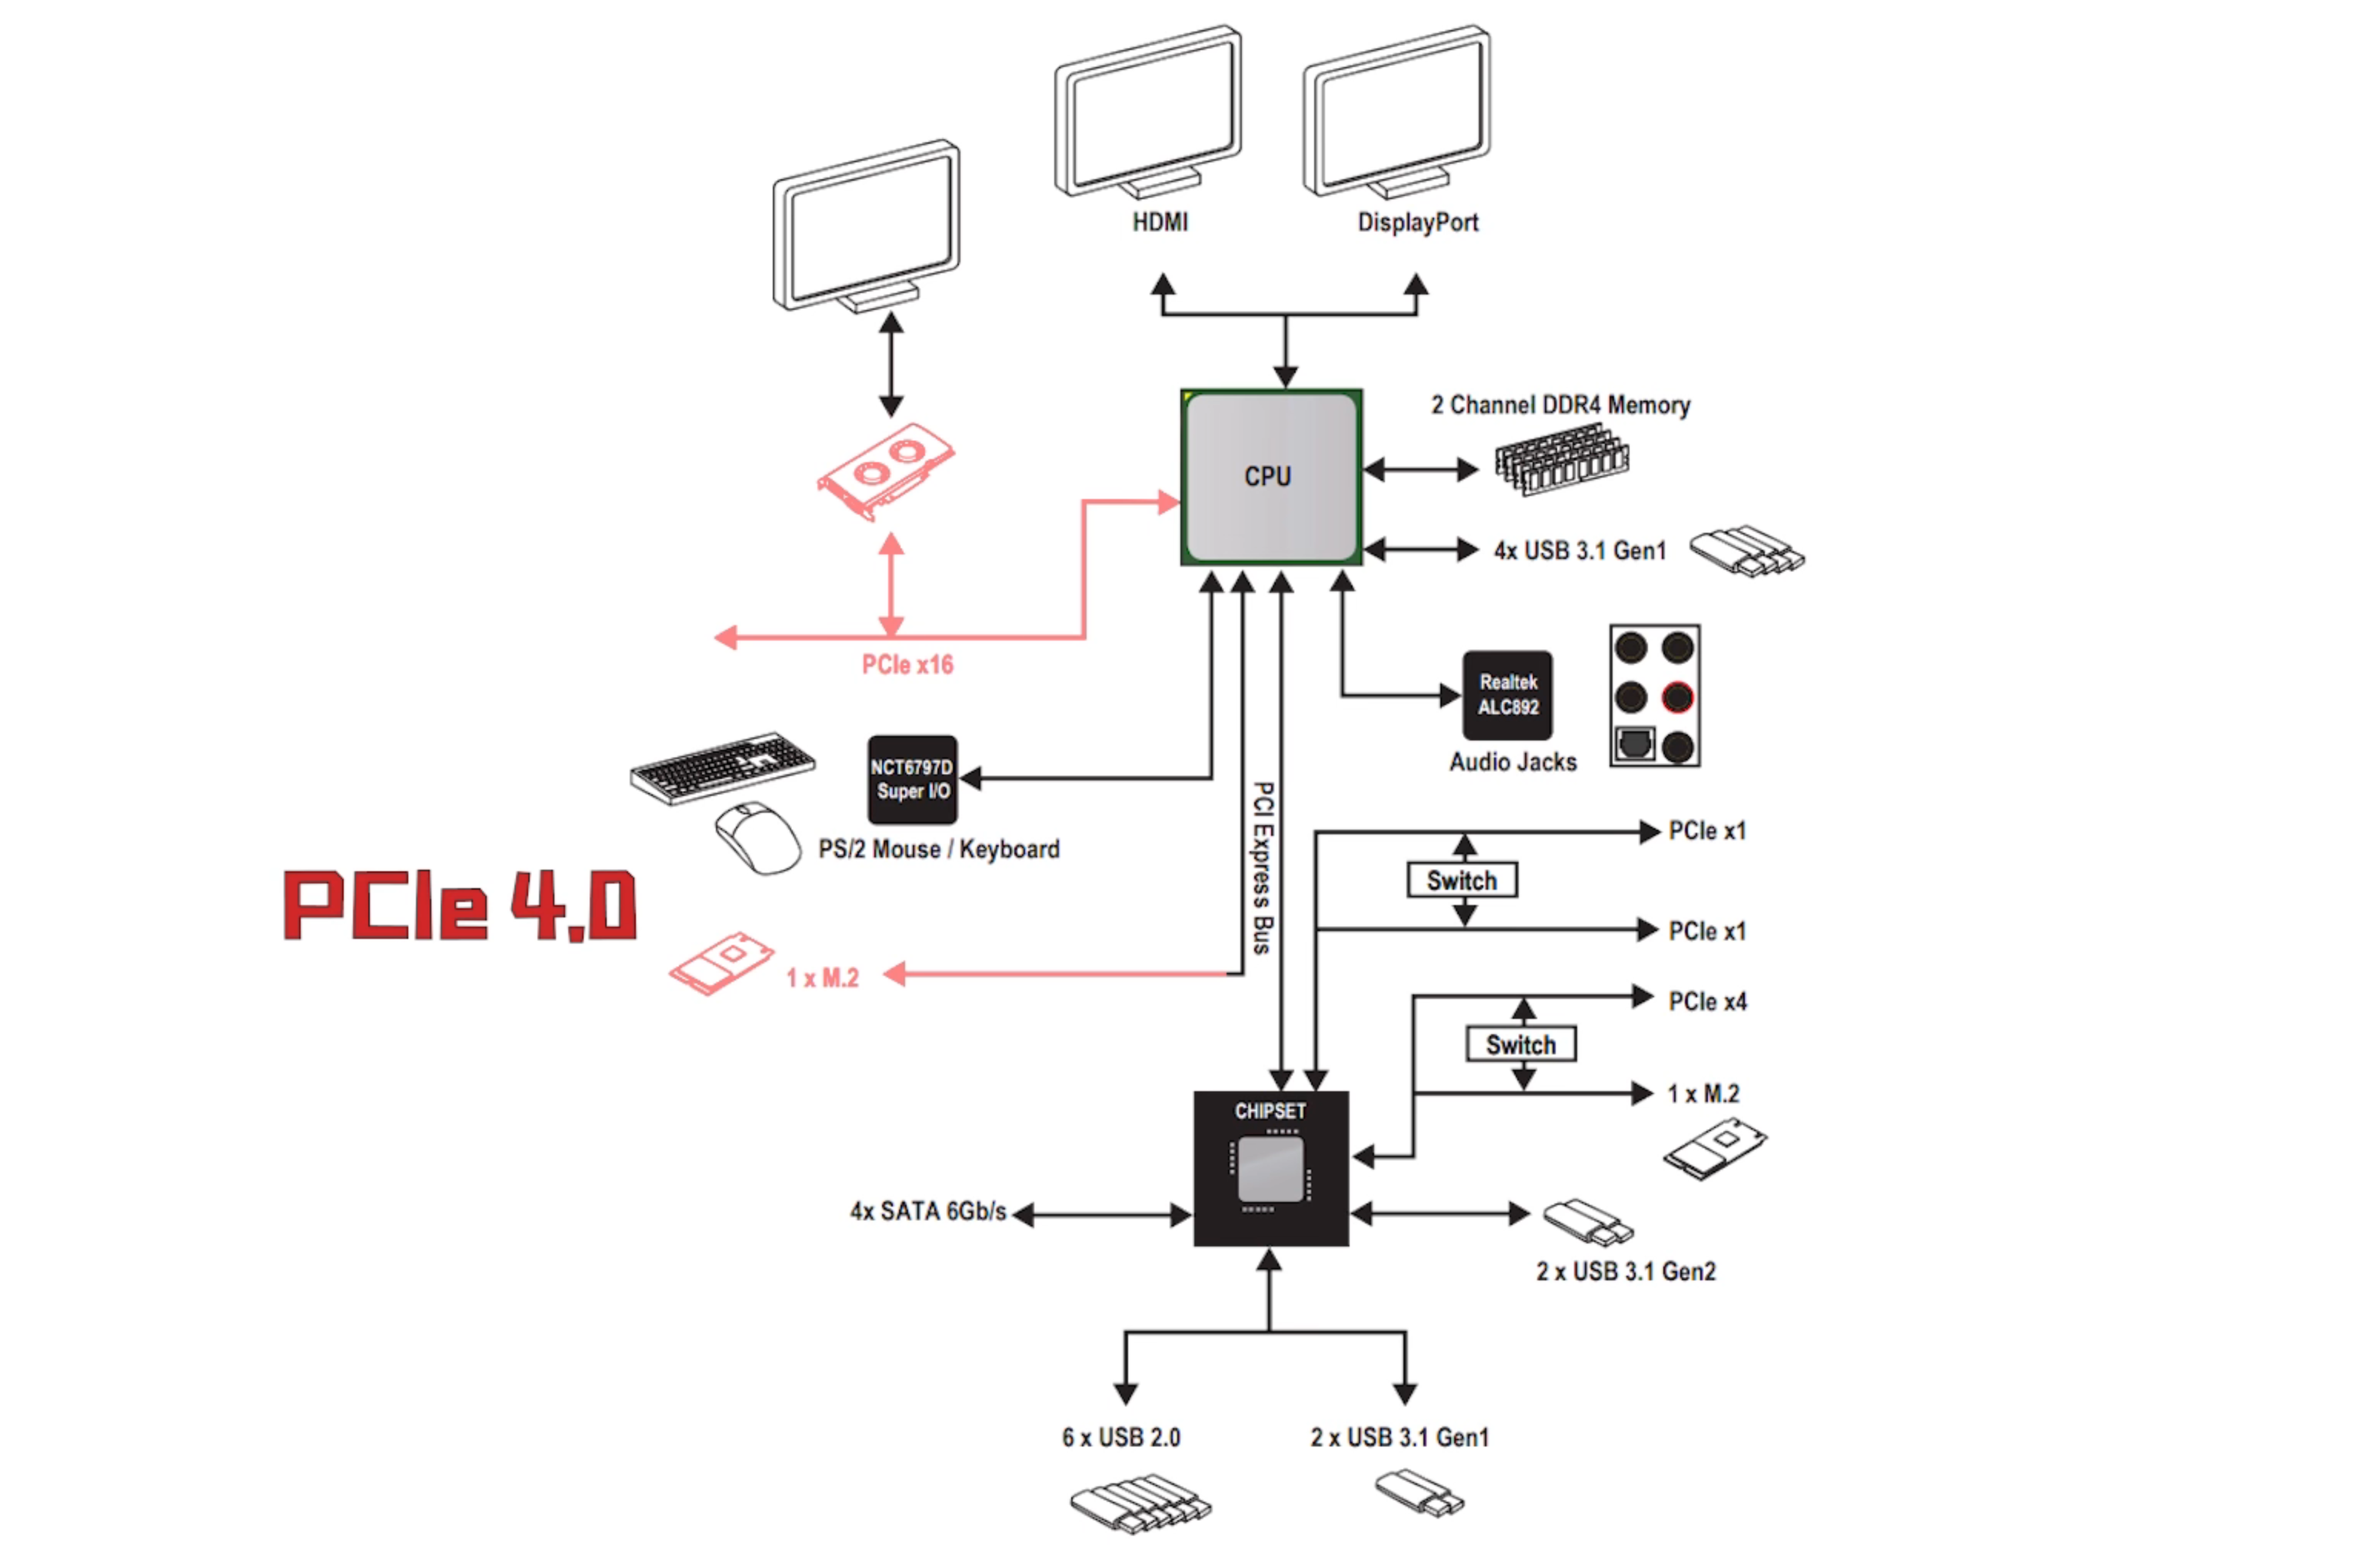 HDMI
DisplayPort
2 Channel DDR4 Memory
CPU
4x USB 3.1 Gen1
PCIe x16
Realtek
ALC892
Audio Jacks
NCT6797D
Super I/O
PS/2 Mouse / Keyboard
PCI Express Bus
PCIe x1
Switch
PCIe x1
PCIe 4.0
1 x M.2
PCIe x4
Switch
1 x M.2
CHIPSET
4x SATA 6Gb/s
2 x USB 3.1 Gen2
6 x USB 2.0
2 x USB 3.1 Gen1